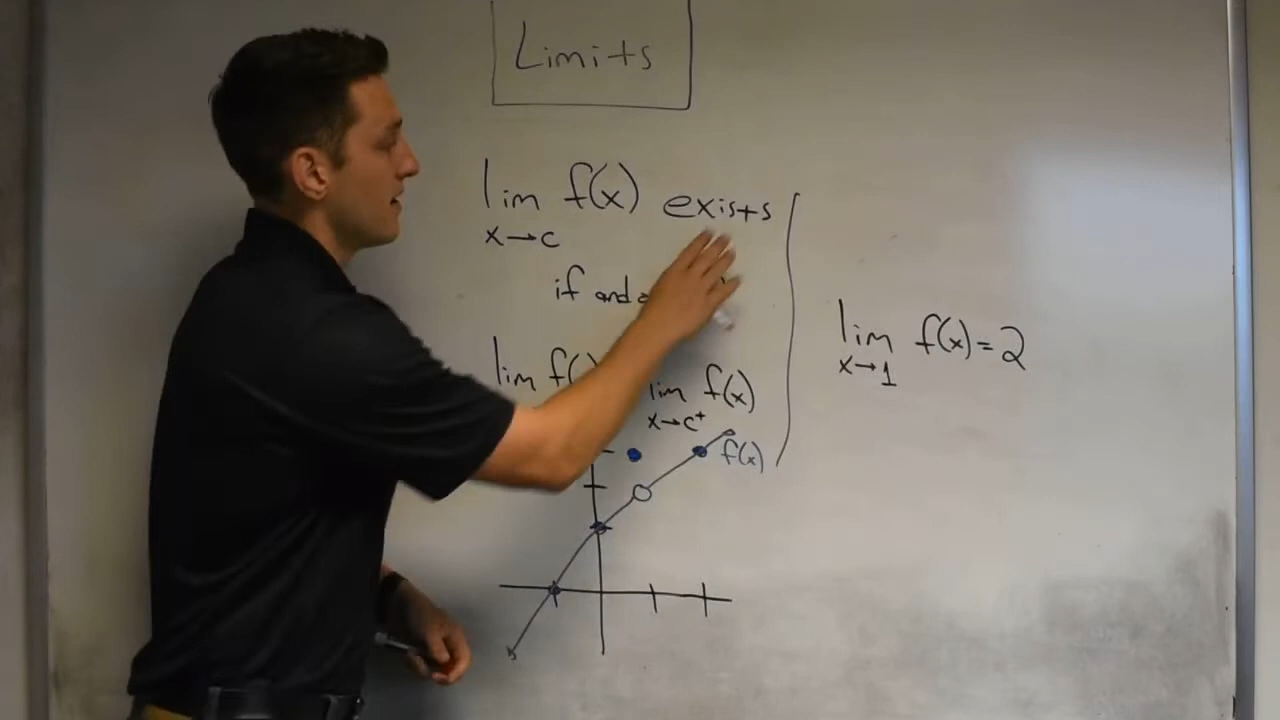 Limits
lim f(x) exists
x→c
if and
lim f( lim f(x)
x→c⁺
f(x)
lim f(x)=2
x→1